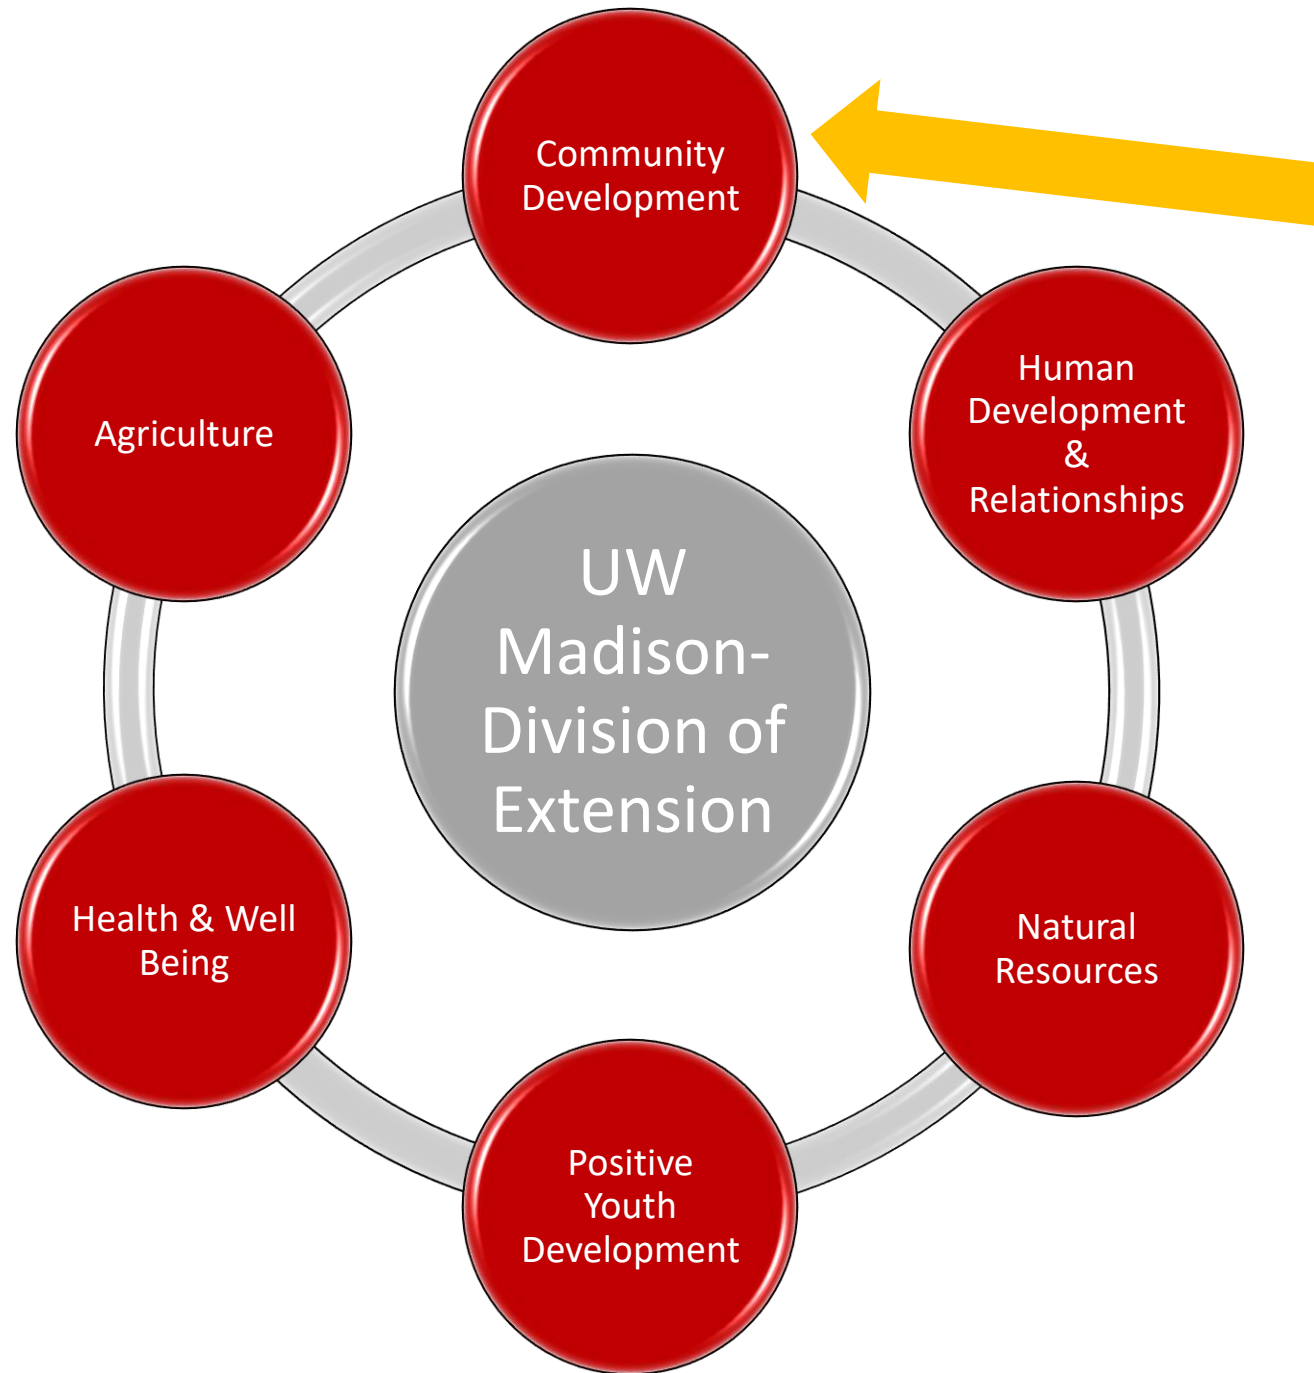 Community
Development
Human
Development
&
Relationships
Natural
Resources
Positive
Youth
Development
Health & Well
Being
Agriculture
UW
Madison-
Division of
Extension